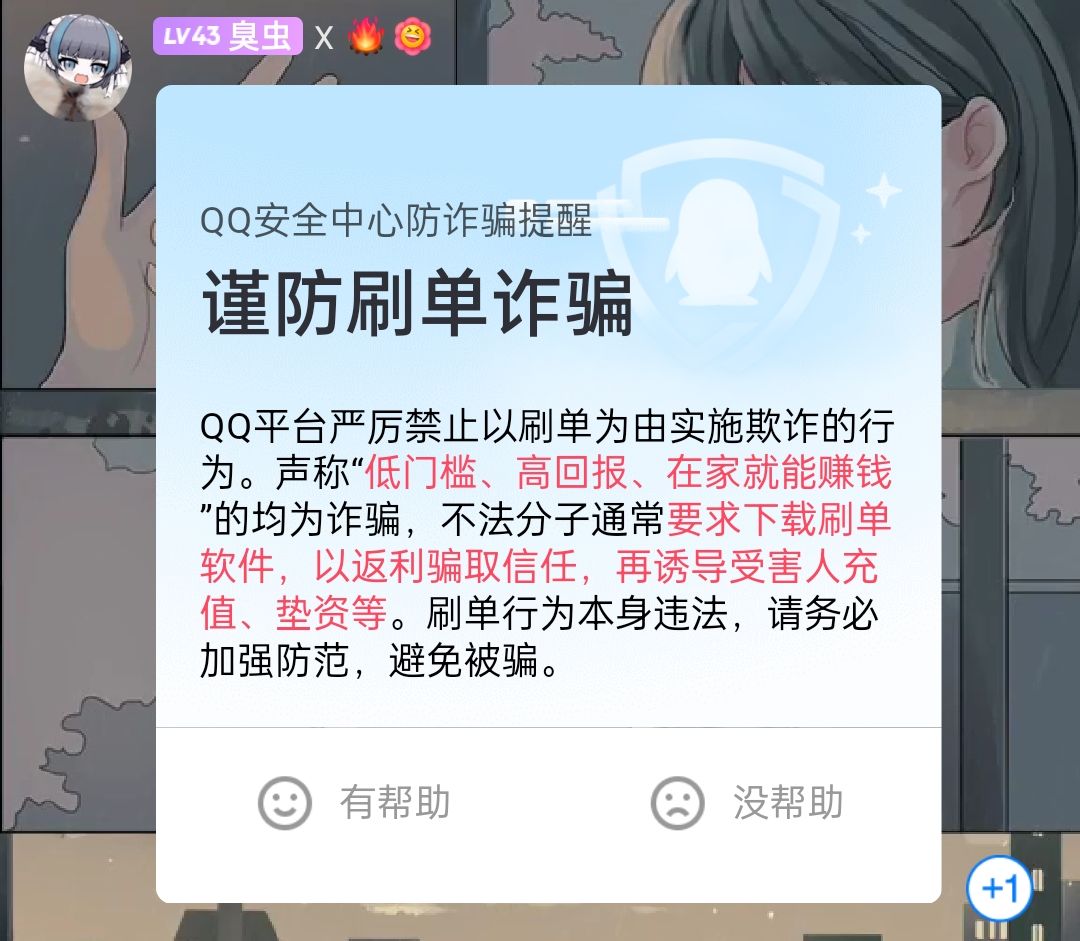 LV43 臭虫 X 🔥
QQ安全中心防诈骗提醒
谨防刷单诈骗
QQ平台严厉禁止以刷单为由实施欺诈的行
为。声称“低门槛、高回报、在家就能赚钱
”的均为诈骗，不法分子通常要求下载刷单
软件，以返利骗取信任，再诱导受害人充
值、垫资等。刷单行为本身违法，请务必
加强防范，避免被骗。
有帮助 没帮助
+1